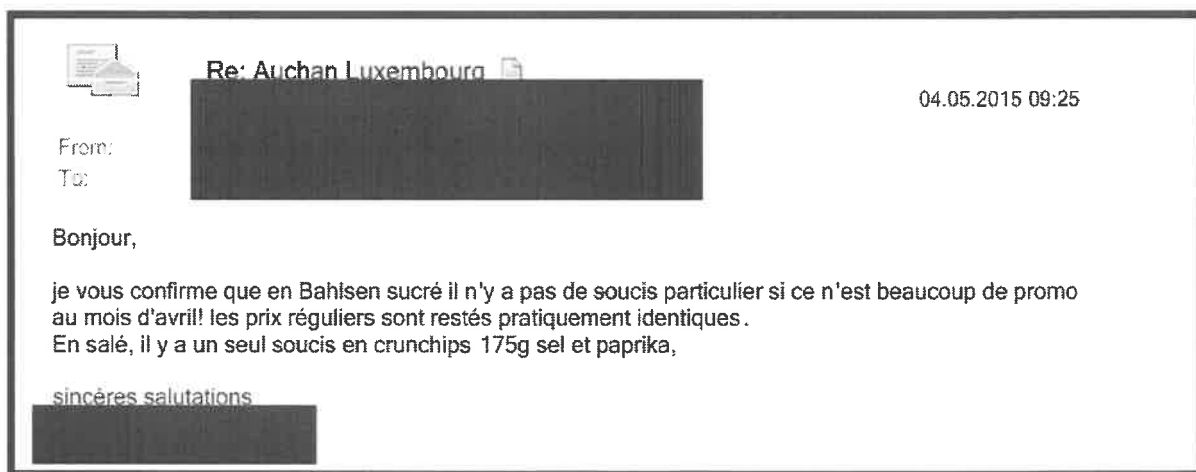 Re: Auchan Luxembourg
04.05.2015 09:25
From:
To:
Bonjour,
je vous confirme que en Bahlsen sucré il n'y a pas de soucis particulier si ce n'est beaucoup de promo
au mois d'avril! les prix réguliers sont restés pratiquement identiques.
En salé, il y a un seul soucis en crunchips 175g sel et paprika,
sincères salutations